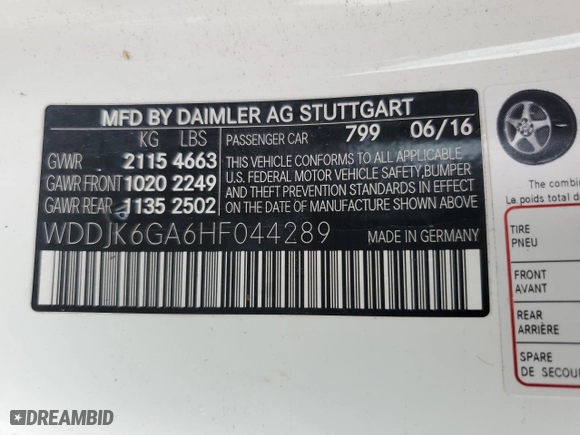 MFD BY DAIMLER AG STUTTGART
KG LBS
PASSENGER CAR 799 06/16
GVWR 2115 4663
GAWR FRONT 1020 2249
GAWR REAR 1135 2502
THIS VEHICLE CONFORMS TO ALL APPLICABLE
U.S. FEDERAL MOTOR VEHICLE SAFETY,BUMPER
AND THEFT PREVENTION STANDARDS IN EFFECT
ON DATE OF MANUFACTURE SHOWN ABOVE
WDDJK6GA6HF044289 MADE IN GERMANY
The combin
Le poids total d
TIRE
PNEU
FRONT
AVANT
REAR
ARRIÈRE
SPARE
DE SECOU
DREAMBID